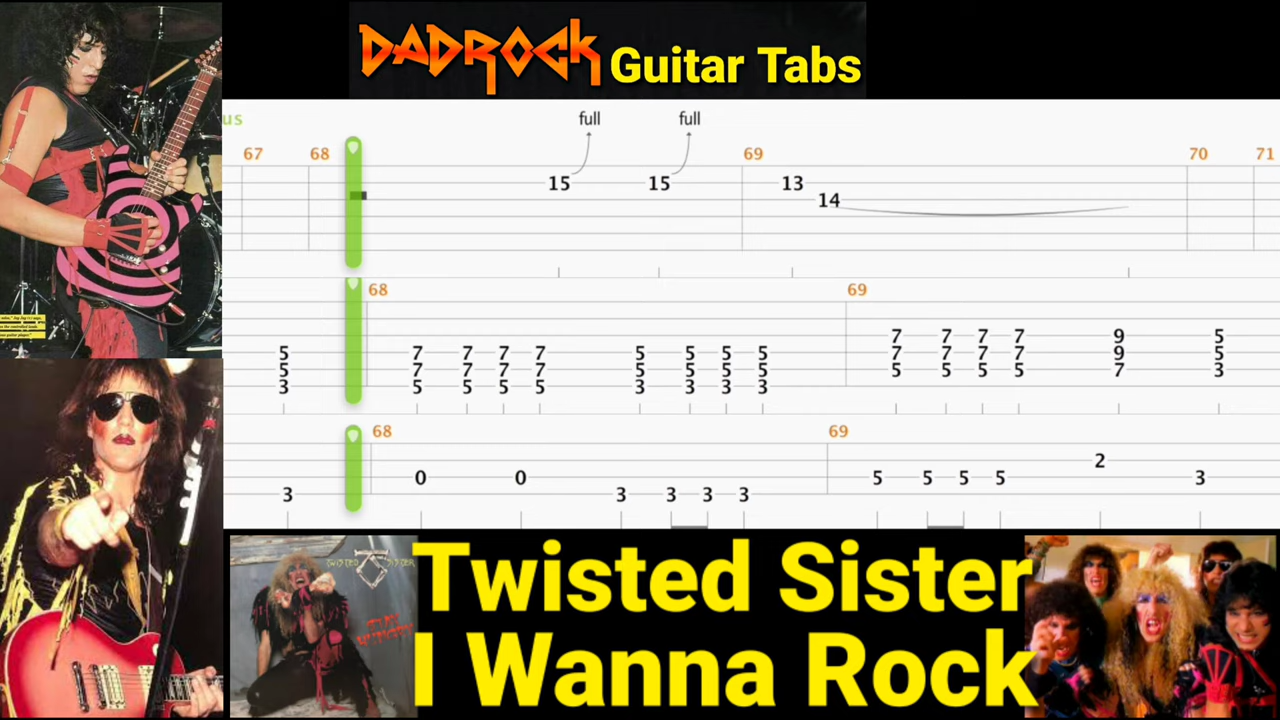 DADROCK Guitar Tabs
us
full full
67 68 69 70 71
15 15 13
14
68 69
7 7 7 7 9 5
5 7 7 7 7 5 5 5 5 7 7 7 7 9 5
5 7 7 7 7 5 5 5 5 5 5 5 5 7 3
3 5 5 5 5 3 3 3 3
68 69
2
0 0 5 5 5 5 3
3 3 3 3 3
TWISTED SISTER
STAY HUNGRY
Twisted Sister
I Wanna Rock